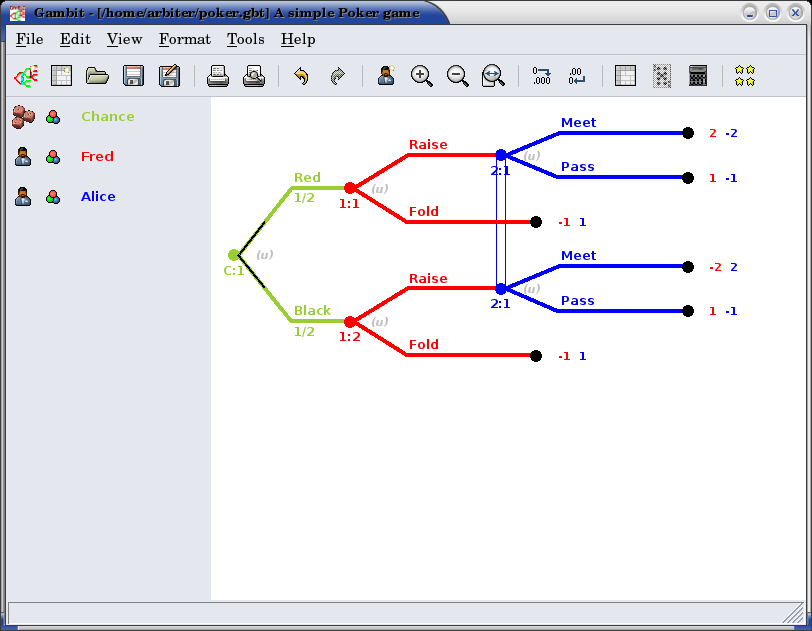 Gambit - [/home/arbiter/poker.gbt] A simple Poker game
File Edit View Format Tools Help
0.. .000 .00 0..
Chance
Fred
Alice
Meet
2 -2
Raise
(u)
2:1
Pass
1 -1
Red
1/2
(u)
1:1
Fold
-1 1
(u)
C:1
Meet
-2 2
Raise
(u)
2:1
Pass
1 -1
Black
1/2
(u)
1:2
Fold
-1 1